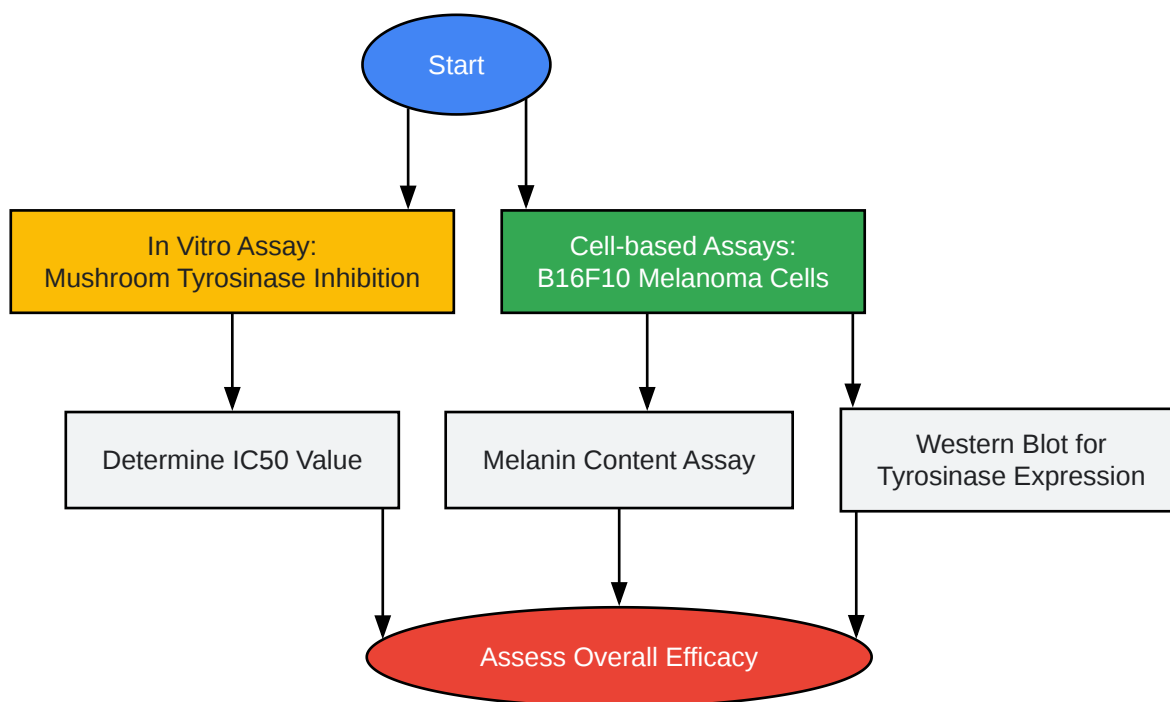 Start
In Vitro Assay:
Mushroom Tyrosinase Inhibition
Cell-based Assays:
B16F10 Melanoma Cells
Determine IC50 Value
Melanin Content Assay
Western Blot for
Tyrosinase Expression
Assess Overall Efficacy